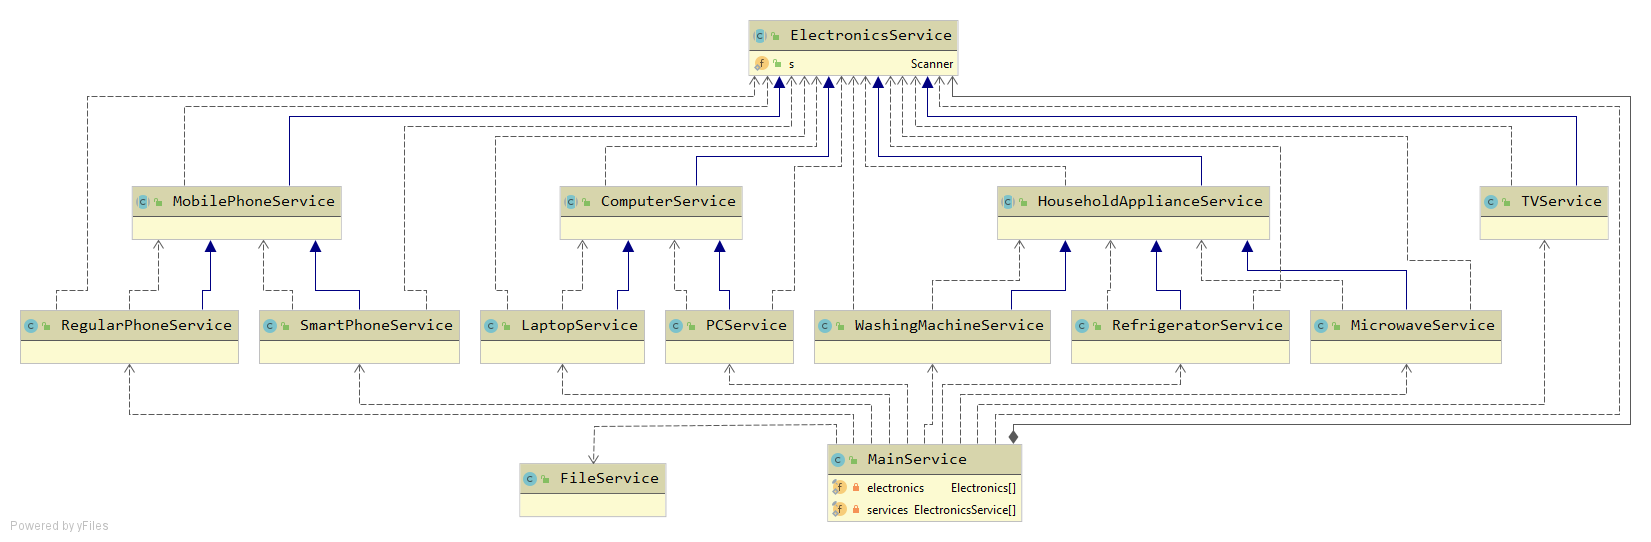 ElectronicsService
s Scanner
MobilePhoneService
ComputerService
HouseholdApplianceService
TVService
RegularPhoneService
SmartPhoneService
LaptopService
PCService
WashingMachineService
RefrigeratorService
MicrowaveService
MainService
electronics Electronics[]
services ElectronicsService[]
FileService
Powered by yFiles